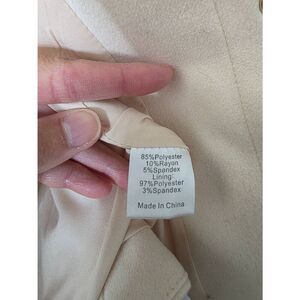 85%Polyester
10%Rayon
5%Spandex
Lining:
97%Polyester
3%Spandex
Made In China